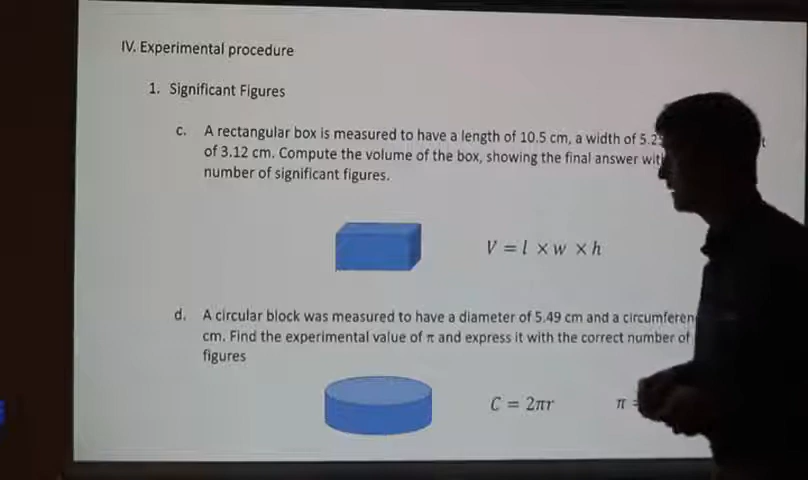 IV. Experimental procedure
1. Significant Figures
c. A rectangular box is measured to have a length of 10.5 cm, a width of
of 3.12 cm. Compute the volume of the box, showing the final answer
number of significant figures.
V = l × w × h
d. A circular block was measured to have a diameter of 5.49 cm and a
cm. Find the experimental value of π and express it with the correct number of
figures
C = 2πr π =